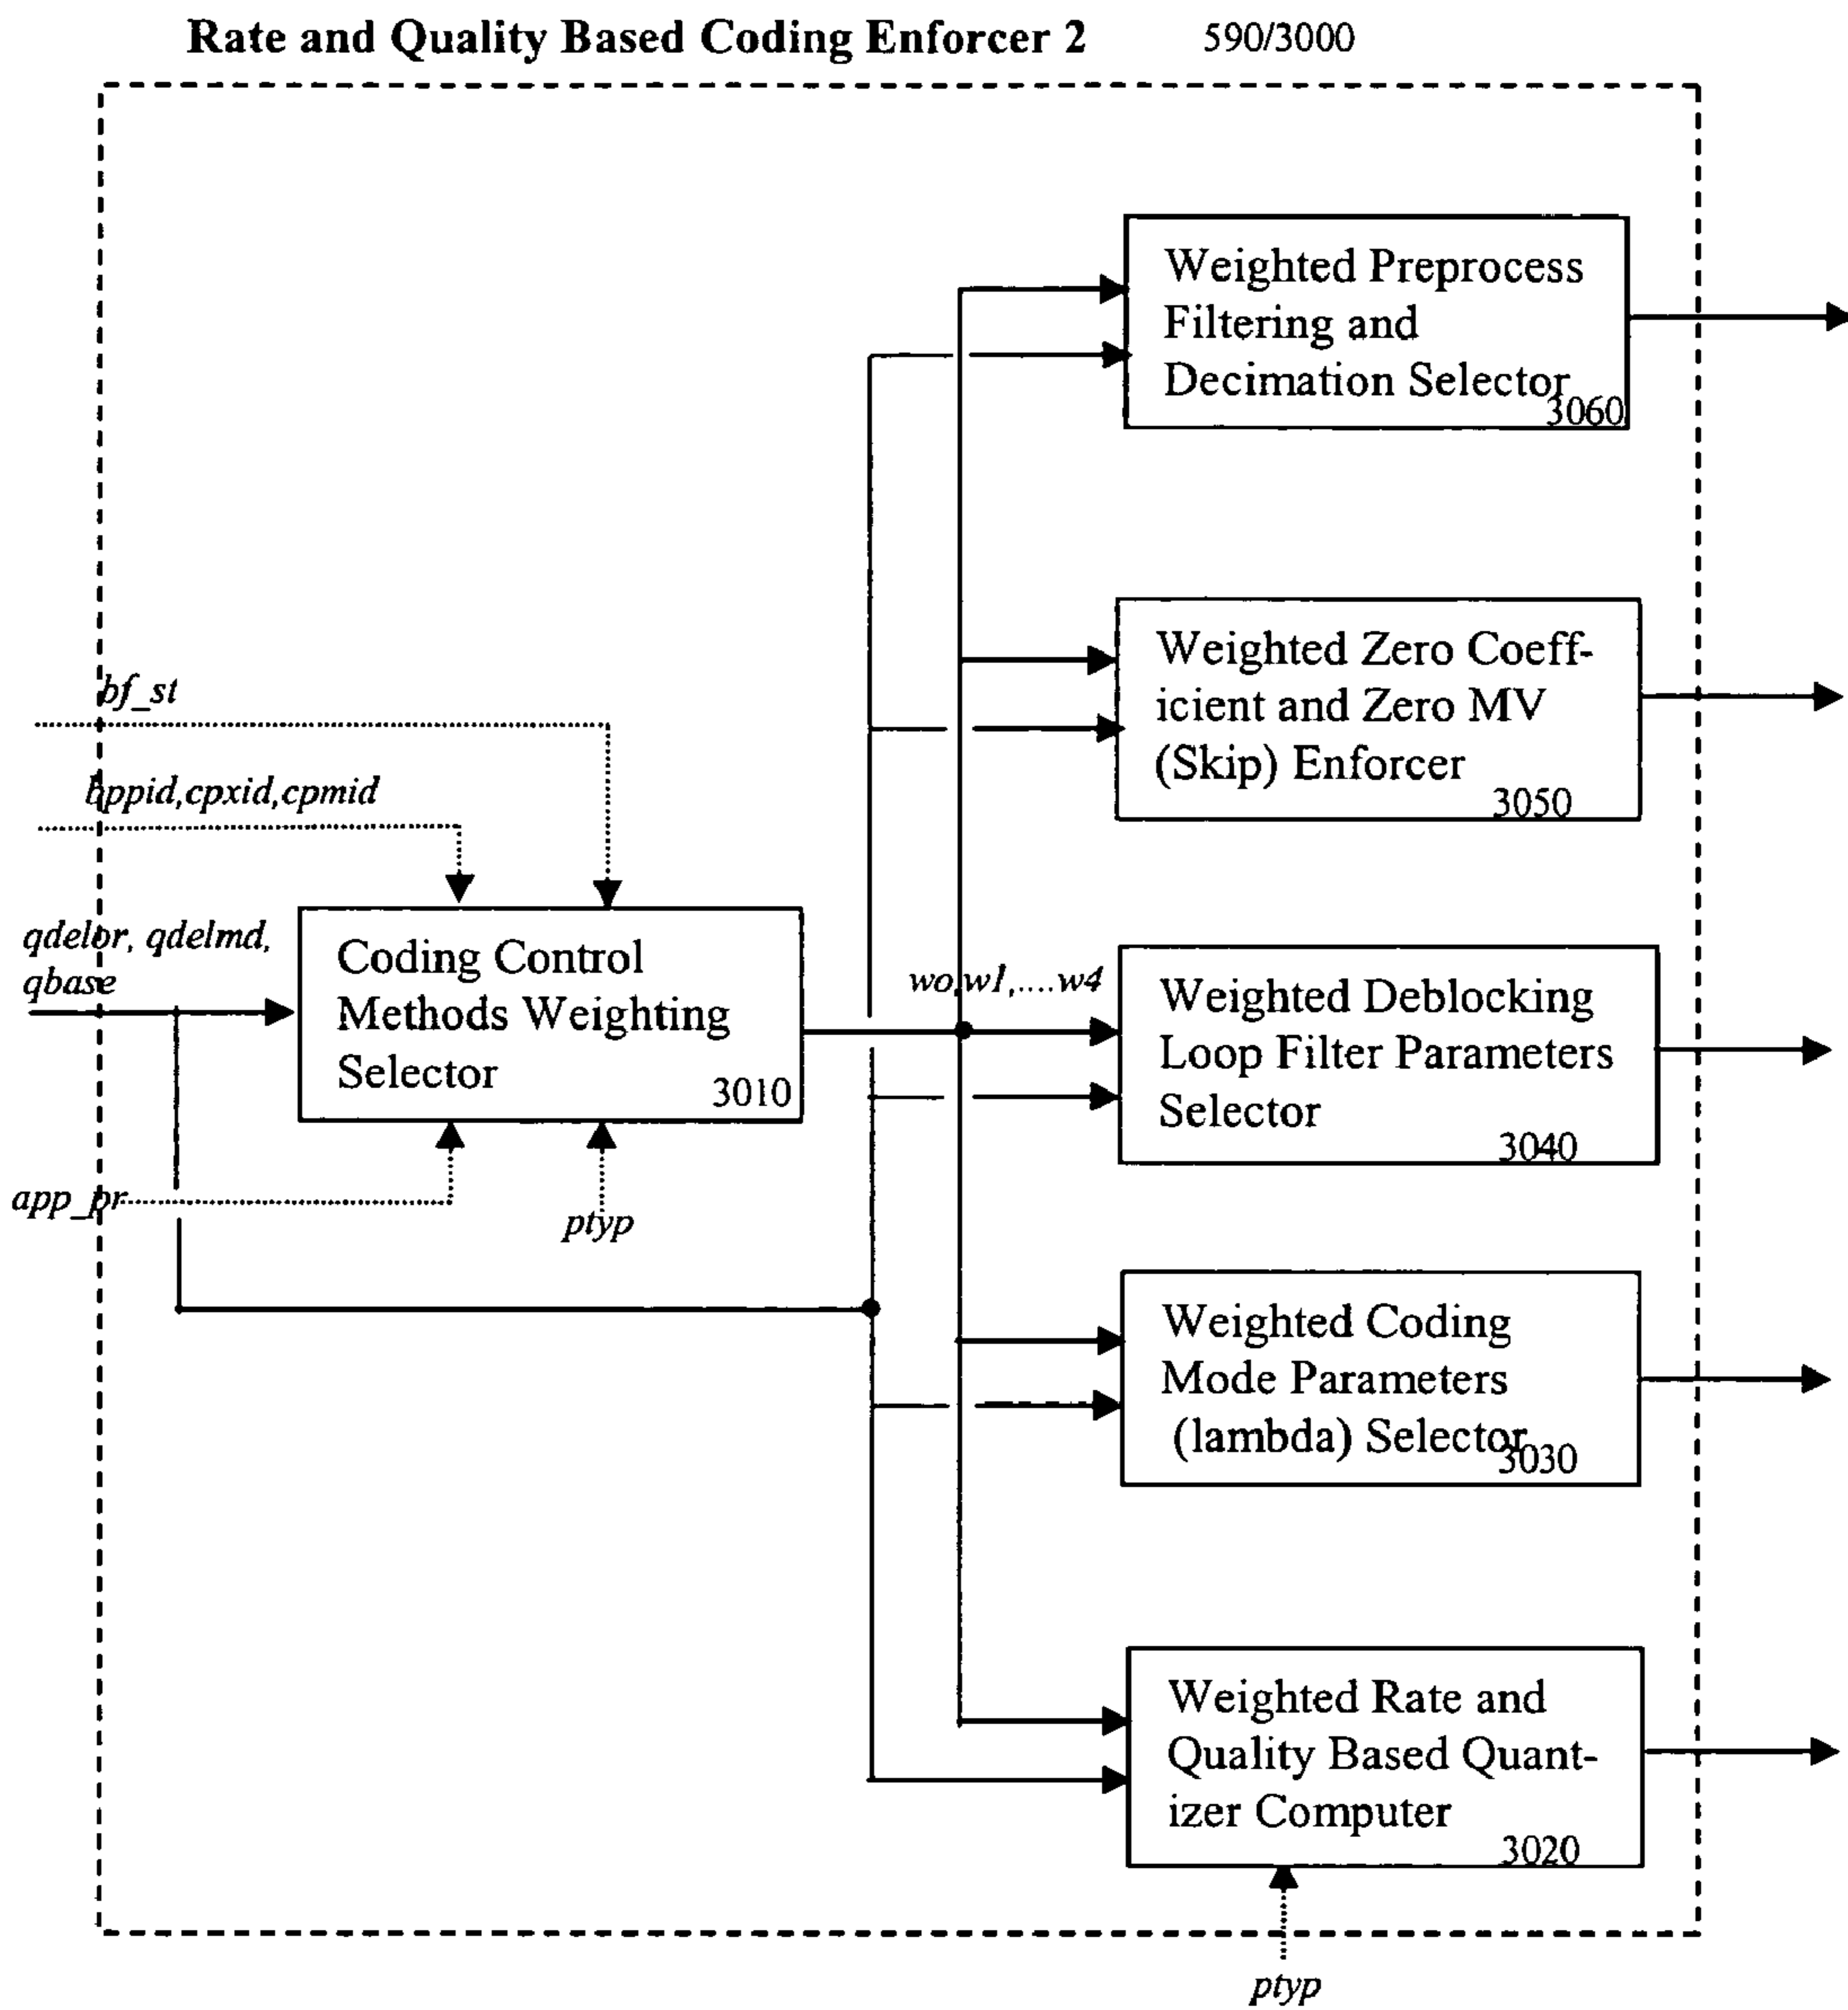 Rate and Quality Based Coding Enforcer 2 590/3000
Weighted Preprocess
Filtering and
Decimation Selector
3060
Weighted Zero Coeff-
icient and Zero MV
(Skip) Enforcer
3050
bf_st
bppid,cpxid,cpmid
qdelbr, qdelmd,
qbase
Coding Control
Methods Weighting
Selector
3010
wo,w1,....w4
Weighted Deblocking
Loop Filter Parameters
Selector
3040
app_pr
ptyp
Weighted Coding
Mode Parameters
(lambda) Selector
3030
Weighted Rate and
Quality Based Quant-
izer Computer
3020
ptyp